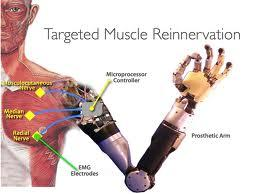 Targeted Muscle Reinnervation
Musculocutaneous
Nerve
Microprocessor
Controller
Median
Nerve
Radial
Nerve
Prosthetic Arm
EMG
Electrodes